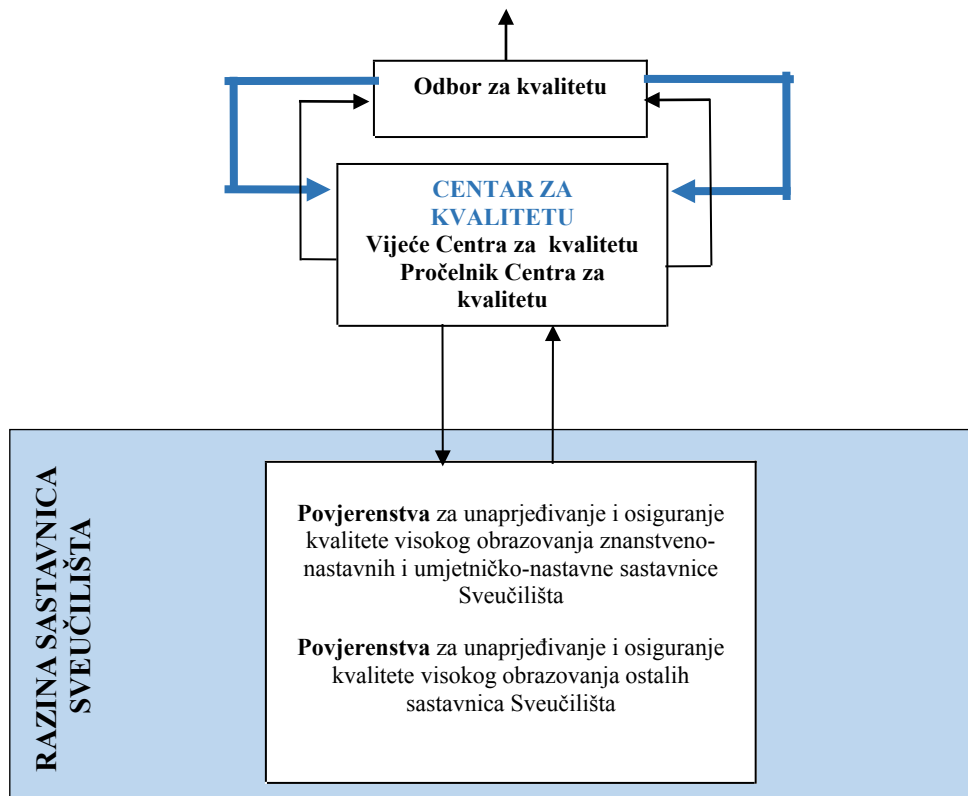 Odbor za kvalitetu
CENTAR ZA
KVALITETU
Vijeće Centra za kvalitetu
Pročelnik Centra za
kvalitetu
RAZINA SASTAVNICA
SVEUČILIŠTA
Povjerenstva za unaprjeđivanje i osiguranje
kvalitete visokog obrazovanja znanstveno-
nastavnih i umjetničko-nastavne sastavnice
Sveučilišta
Povjerenstva za unaprjeđivanje i osiguranje
kvalitete visokog obrazovanja ostalih
sastavnica Sveučilišta